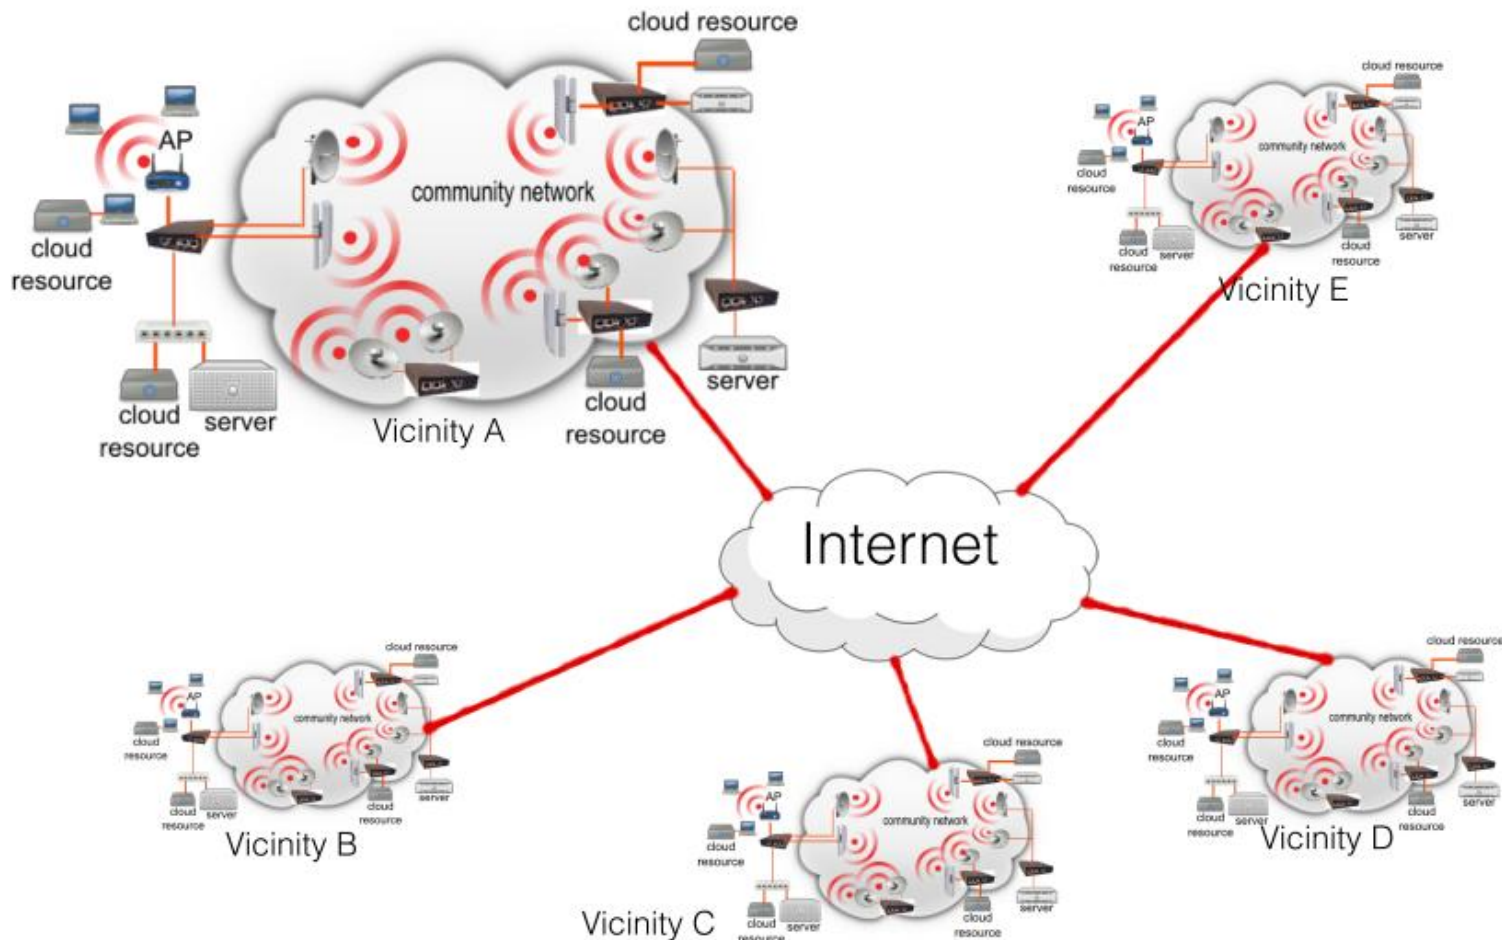 cloud resource
AP
community network
cloud
resource
cloud
resource
server
cloud
resource
server
Vicinity A
cloud resource
AP
community network
cloud
resource
cloud
resource
server
cloud
resource
server
Vicinity E
Internet
cloud resource
AP
community network
cloud
resource
cloud
resource
server
cloud
resource
server
Vicinity B
cloud resource
AP
community network
cloud
resource
cloud
resource
server
cloud
resource
server
Vicinity C
cloud resource
AP
community network
cloud
resource
cloud
resource
server
cloud
resource
server
Vicinity D